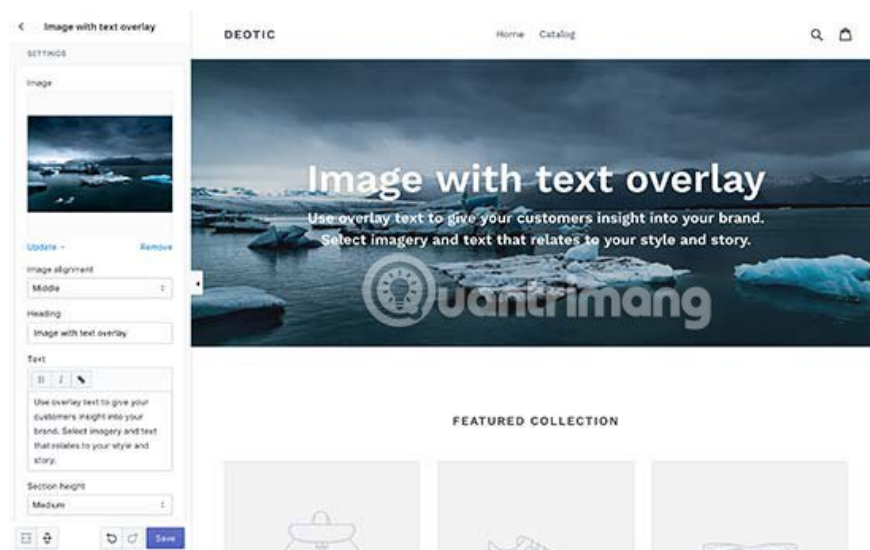 Image with text overlay
SETTINGS
Image
Update
Remove
Image alignment
Middle
Heading
Image with text overlay
Text
B I
Use overlay text to give your
customers insight into your
brand. Select imagery and text
that relates to your style and
story.
Section height
Medium
Save
DEOTIC
Home Catalog
Image with text overlay
Use overlay text to give your customers insight into your brand.
Select imagery and text that relates to your style and story.
Quantrimang
FEATURED COLLECTION